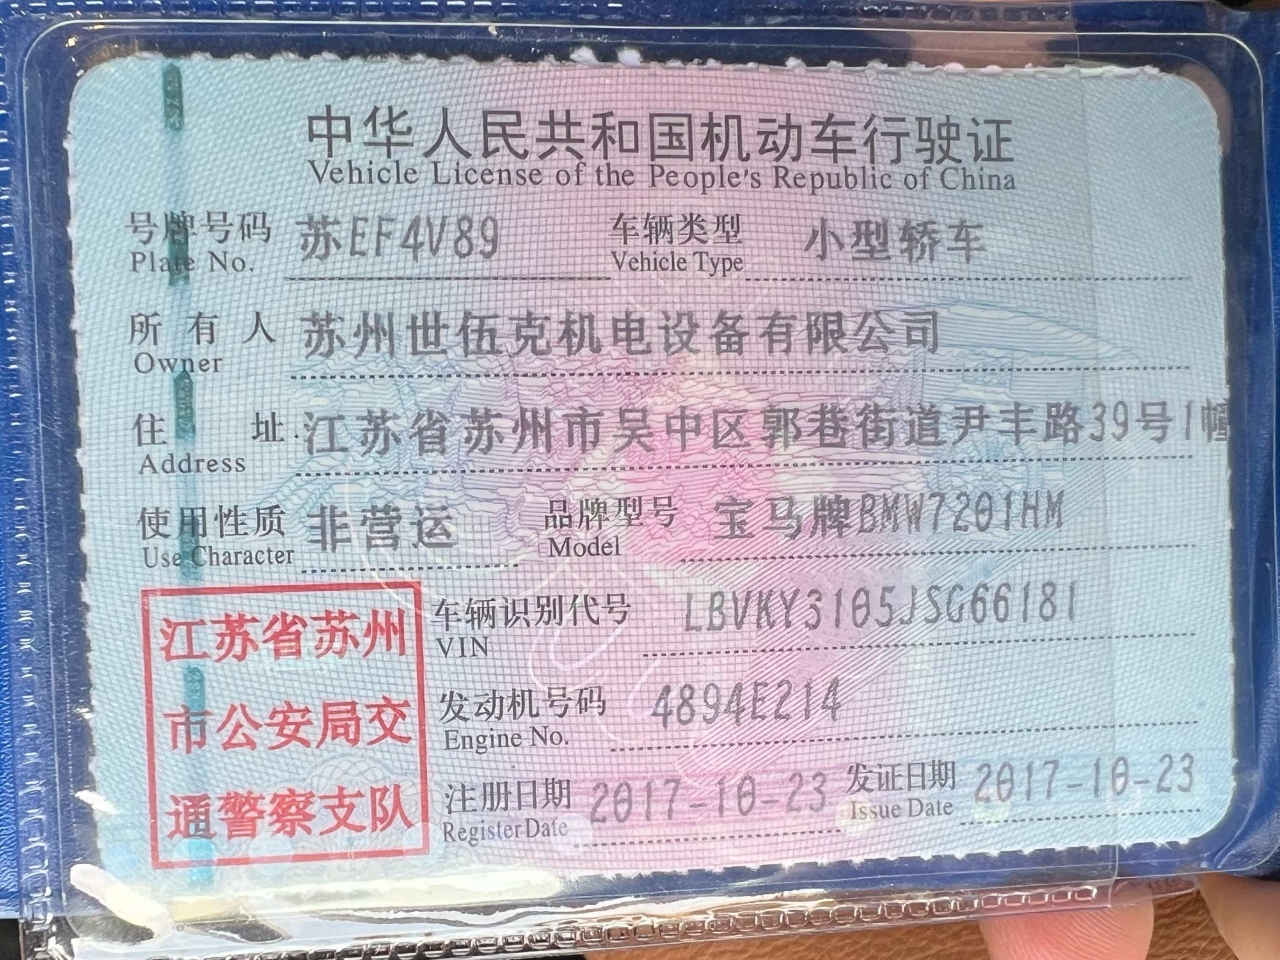 中华人民共和国机动车行驶证
Vehicle License of the People's Republic of China
号牌号码 苏EF4V89 车辆类型 小型轿车
Plate No. Vehicle Type
所有人 苏州世伍克机电设备有限公司
Owner
住址 江苏省苏州市吴中区郭巷街道尹丰路39号1幢
Address
使用性质 非营运 品牌型号 宝马牌BMW7201HM
Use Character Model
江苏省苏州
市公安局交
通警察支队
车辆识别代号 LBVKY3105JSG66181
VIN
发动机号码 4894E214
Engine No.
注册日期 2017-10-23 发证日期 2017-10-23
Register Date Issue Date